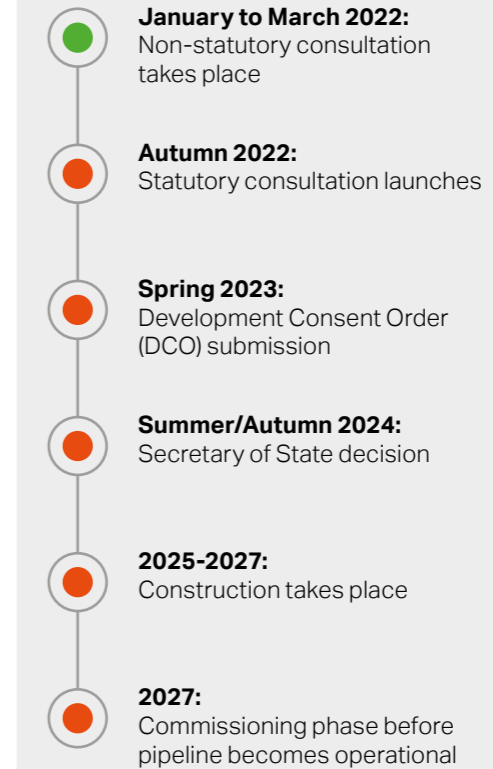 January to March 2022:
Non-statutory consultation
takes place
Autumn 2022:
Statutory consultation launches
Spring 2023:
Development Consent Order
(DCO) submission
Summer/Autumn 2024:
Secretary of State decision
2025-2027:
Construction takes place
2027:
Commissioning phase before
pipeline becomes operational